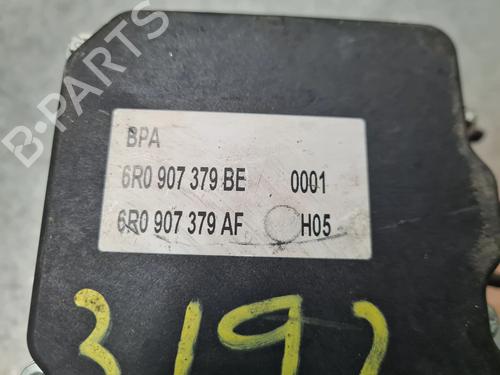 B-PARTS
BPA
6R0 907 379 BE 0001
6R0 907 379 AF H05
3192